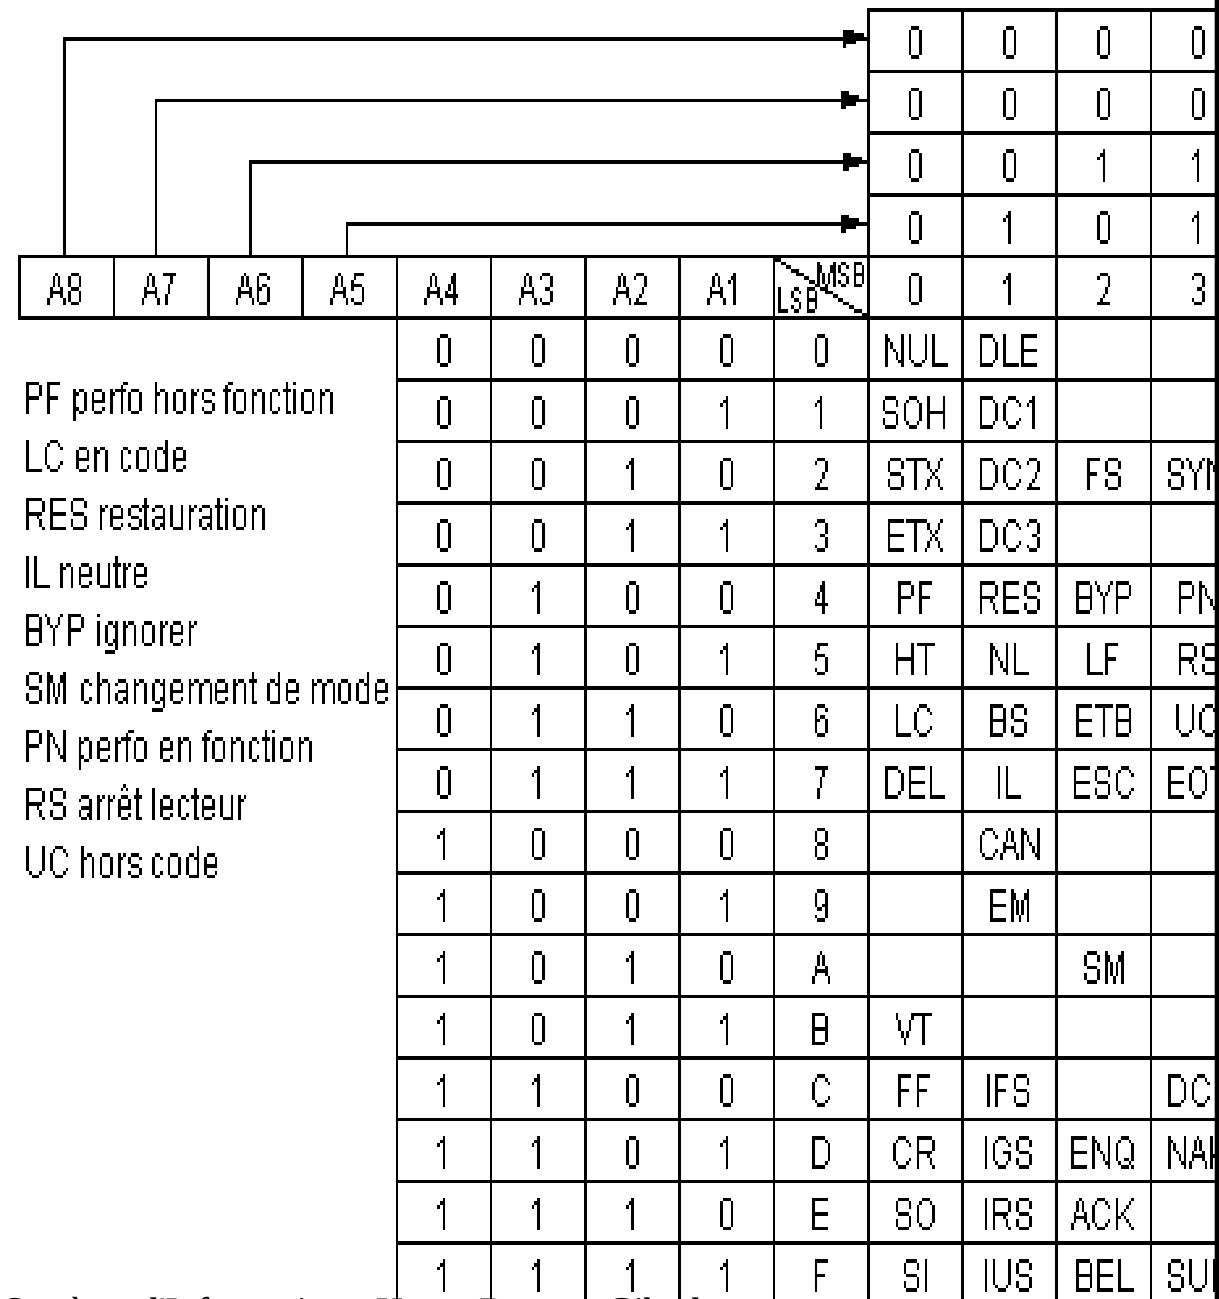 0 0 0 0
0 0 0 0
0 0 1 1
0 1 0 1
A8 A7 A6 A5 A4 A3 A2 A1 LSB MSB 0 1 2 3
0 0 0 0 0 NUL DLE
PF perfo hors fonction
0 0 0 1 1 SOH DC1
LC en code
0 0 1 0 2 STX DC2 FS
RES restauration
0 0 1 1 3 ETX DC3
IL neutre
0 1 0 0 4 PF RES BYP PN
BYP ignorer
0 1 0 1 5 HT NL LF RS
SM changement de mode
0 1 1 0 6 LC BS ETB UC
PN perfo en fonction
0 1 1 1 7 DEL IL ESC EOT
RS arrêt lecteur
1 0 0 0 8 CAN
UC hors code
1 0 0 1 9 EM
1 0 1 0 A SM
1 0 1 1 B VT
1 1 0 0 C FF IFS DC
1 1 0 1 D CR IGS ENQ
1 1 1 0 E SO IRS ACK
1 1 1 1 F SI IUS BEL